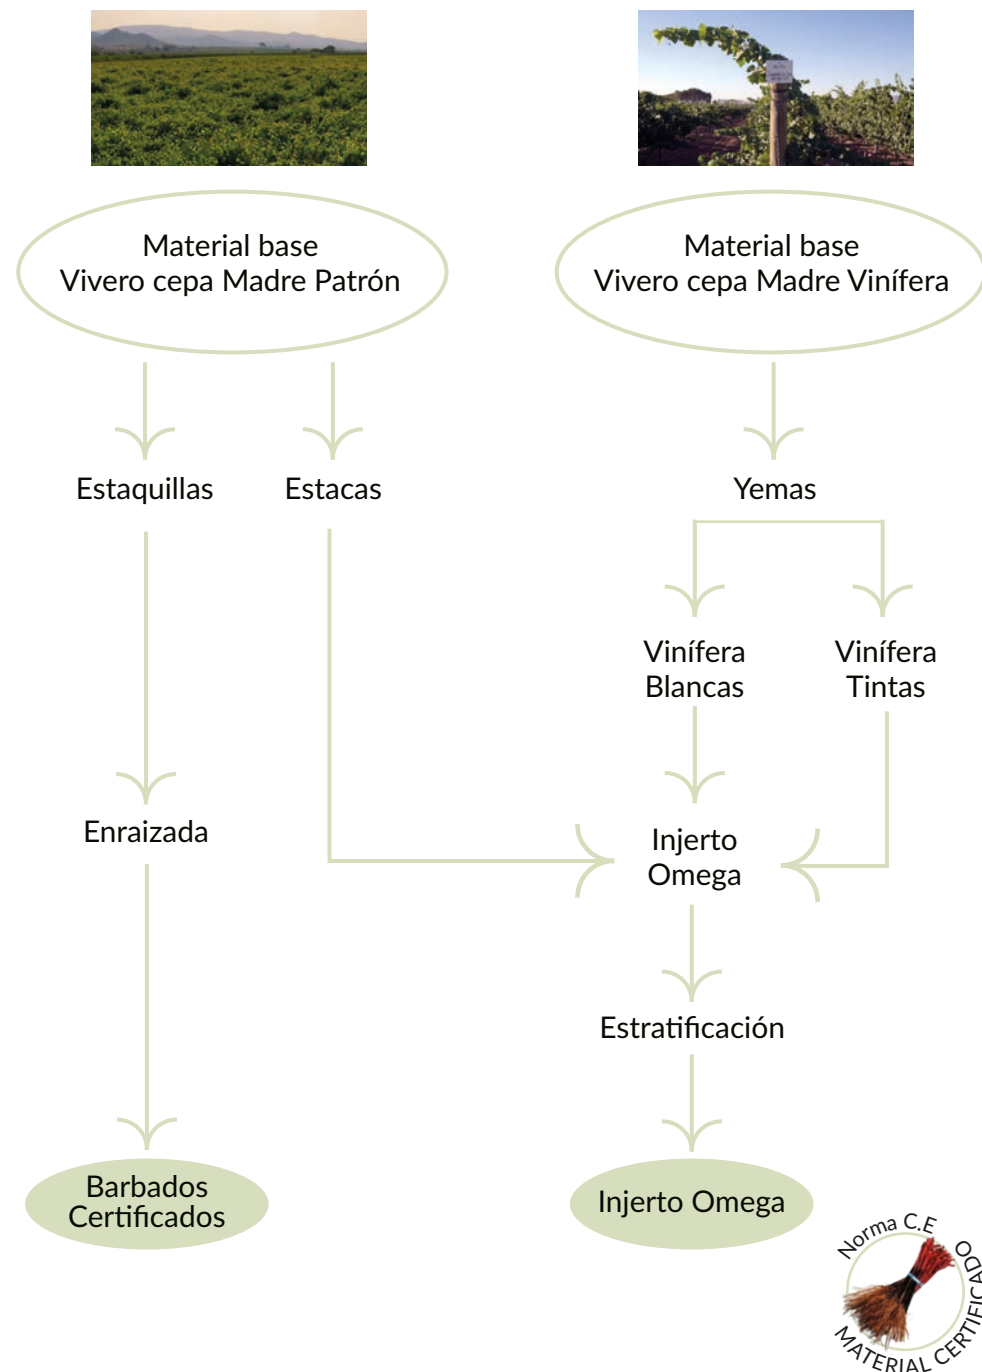 Material base
Vivero cepa Madre Patrón
Material base
Vivero cepa Madre Vinífera
Estaquillas
Estacas
Yemas
Vinífera
Blancas
Vinífera
Tintas
Enraizada
Injerto
Omega
Estratificación
Barbados
Certificados
Injerto Omega
Norma C.E
MATERIAL CERTIFICADO